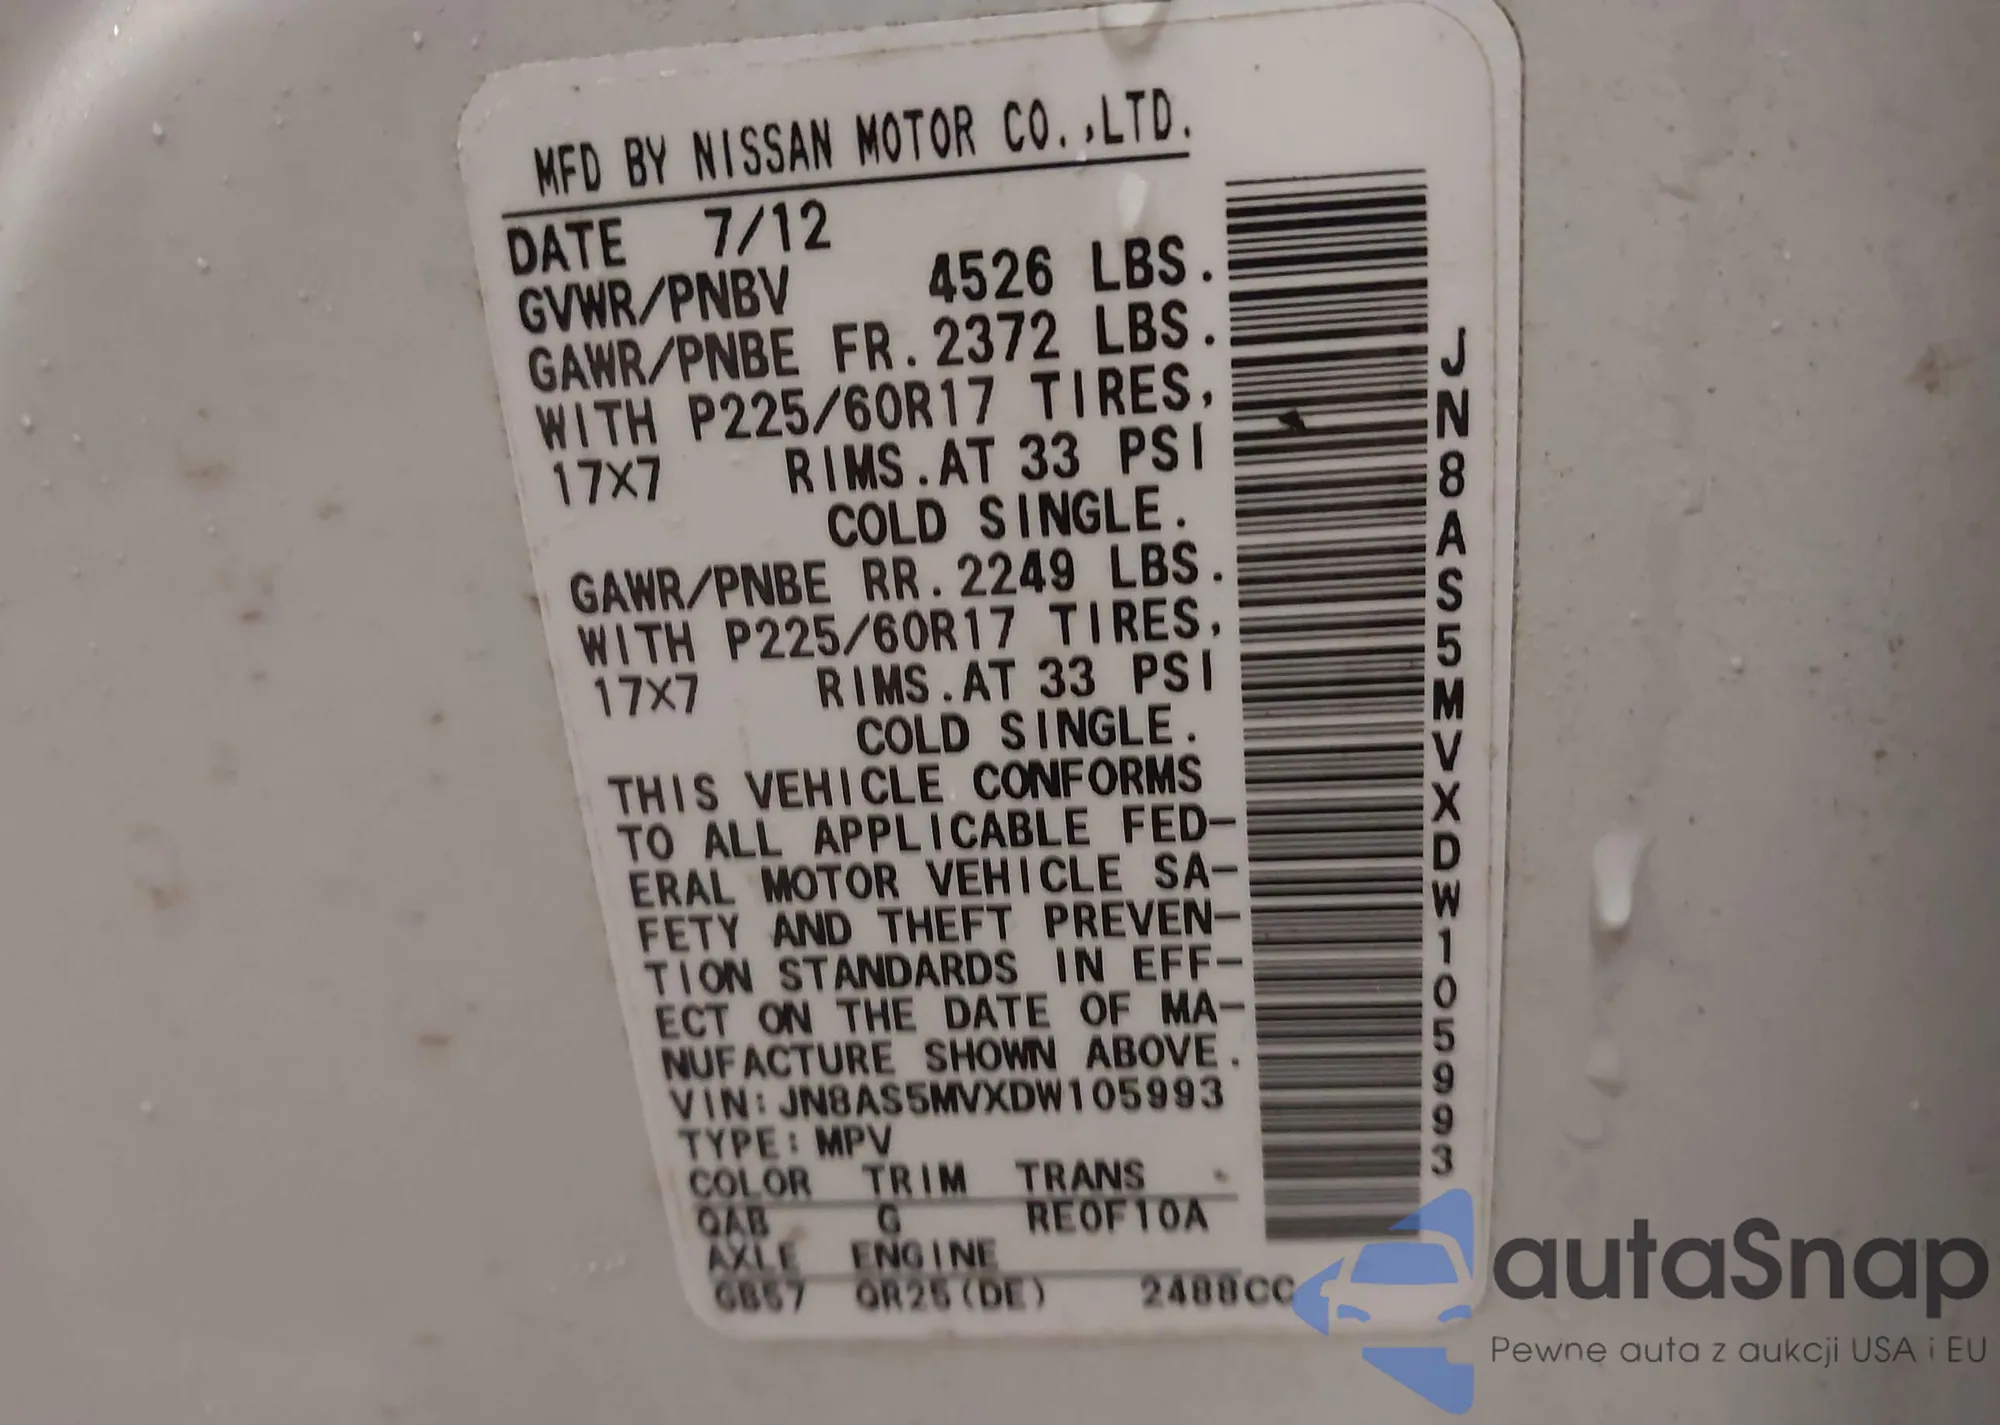 MFD BY NISSAN MOTOR CO.,LTD.
DATE 7/12
GVWR/PNBV 4526 LBS.
GAWR/PNBE FR.2372 LBS.
WITH P225/60R17 TIRES,
17X7 RIMS.AT 33 PSI
COLD SINGLE.
GAWR/PNBE RR.2249 LBS.
WITH P225/60R17 TIRES,
17X7 RIMS.AT 33 PSI
COLD SINGLE.
THIS VEHICLE CONFORMS
TO ALL APPLICABLE FED-
ERAL MOTOR VEHICLE SA-
FETY AND THEFT PREVEN-
TION STANDARDS IN EFF-
ECT ON THE DATE OF MA-
NUFACTURE SHOWN ABOVE.
VIN:JN8AS5MVXDW105993
TYPE:MPV
COLOR TRIM TRANS
QAB G RE0F10A
AXLE ENGINE
GB57 QR25(DE) 2488CC
JN8AS5MVXDW105993
autaSnap
Pewne auta z aukcji USA i EU